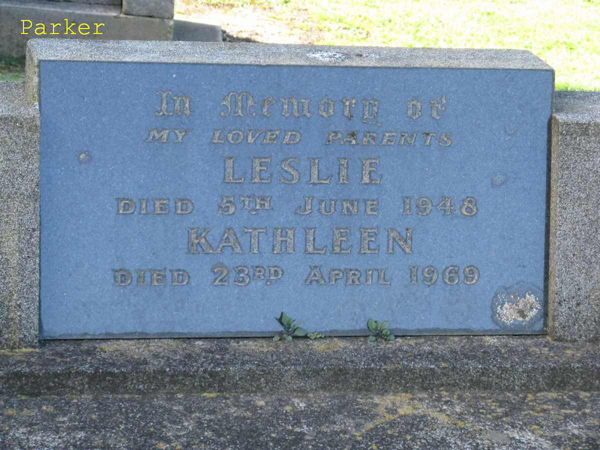 Parker
In Memory of
MY LOVED PARENTS
LESLIE
DIED 5TH JUNE 1948
KATHLEEN
DIED 23RD APRIL 1969